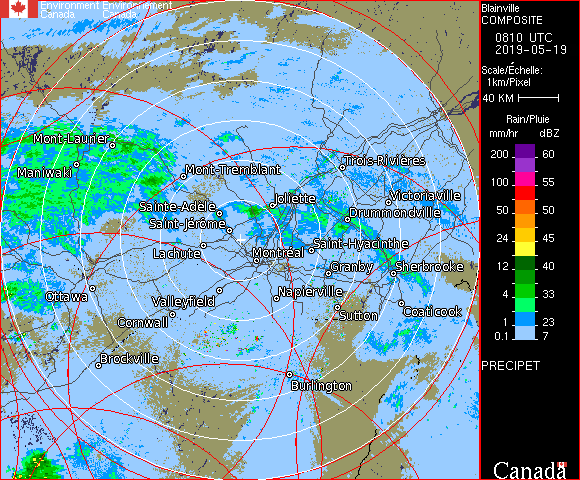 Environment Environnement
Canada Canada
Mont-Laurier
Maniwaki
Mont-Tremblant
Trois-Rivières
Sainte-Adèle
Joliette
Victoriaville
Saint-Jérôme
Drummondville
Lachute
Montréal
Saint-Hyacinthe
Granby
Sherbrooke
Ottawa
Valleyfield
Napierville
Coaticook
Cornwall
Sutton
Brockville
Burlington
Blainville
COMPOSITE
0810 UTC
2019-05-19
Scale/Échelle:
1km/Pixel
40 KM
Rain/Pluie
mm/hr dBZ
200 60
100 55
50 50
24 45
12 40
4 33
1 23
0.1 7
PRECIPET
Canada